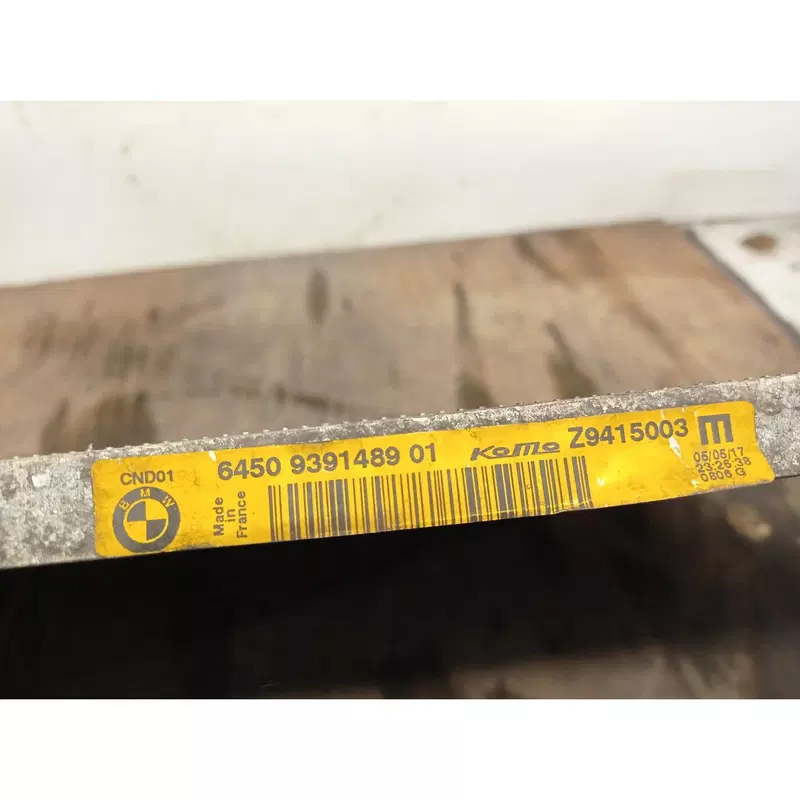 CND01
BMW
Made
in
France
6450 9391489 01
KoMo
Z9415003
m
05/05/17
23:26:38
0806 G